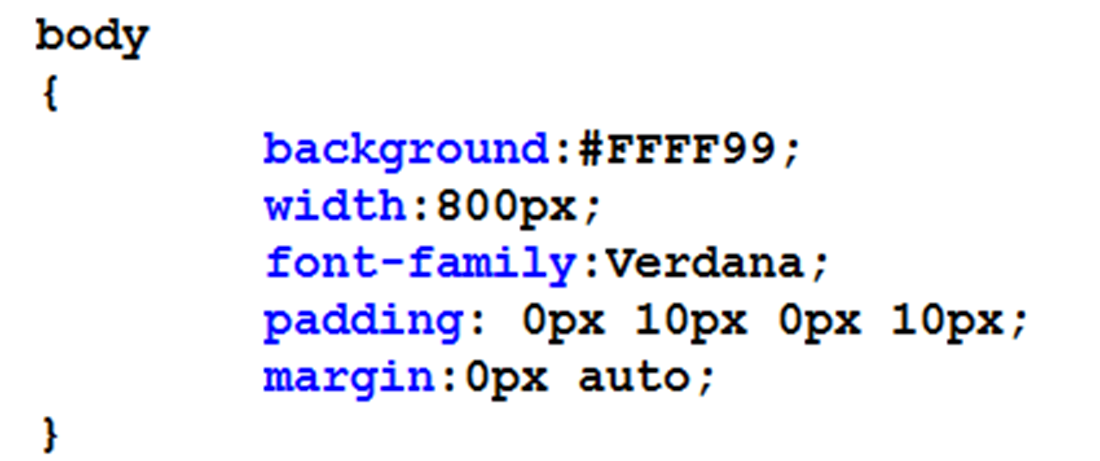 body
{
background:#FFFF99;
width:800px;
font-family:Verdana;
padding: 0px 10px 0px 10px;
margin:0px auto;
}